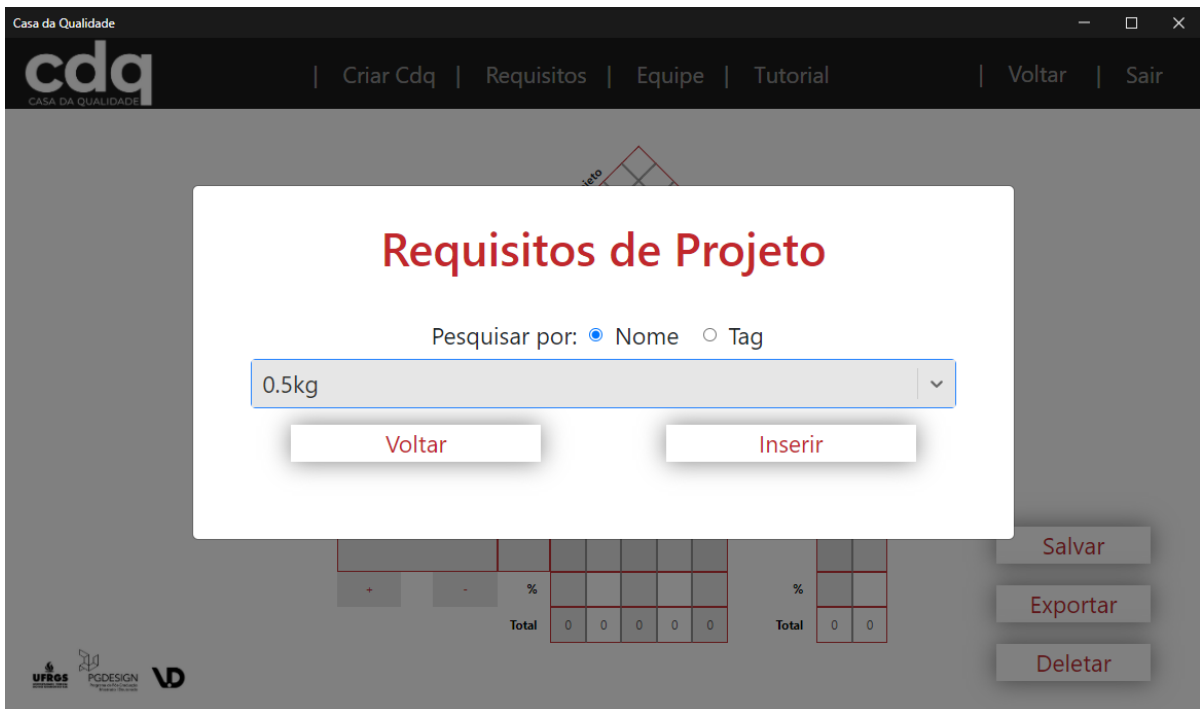 Casa da Qualidade
cdq
CASA DA QUALIDADE
| Criar Cdq | Requisitos | Equipe | Tutorial | Voltar | Sair
Requisitos de Projeto
Pesquisar por: Nome Tag
0.5kg
Voltar Inserir
Salvar
+ - % %
Exportar
Total 0 0 0 0 0 Total 0 0
Deletar
UFRGS PGDESIGN VD